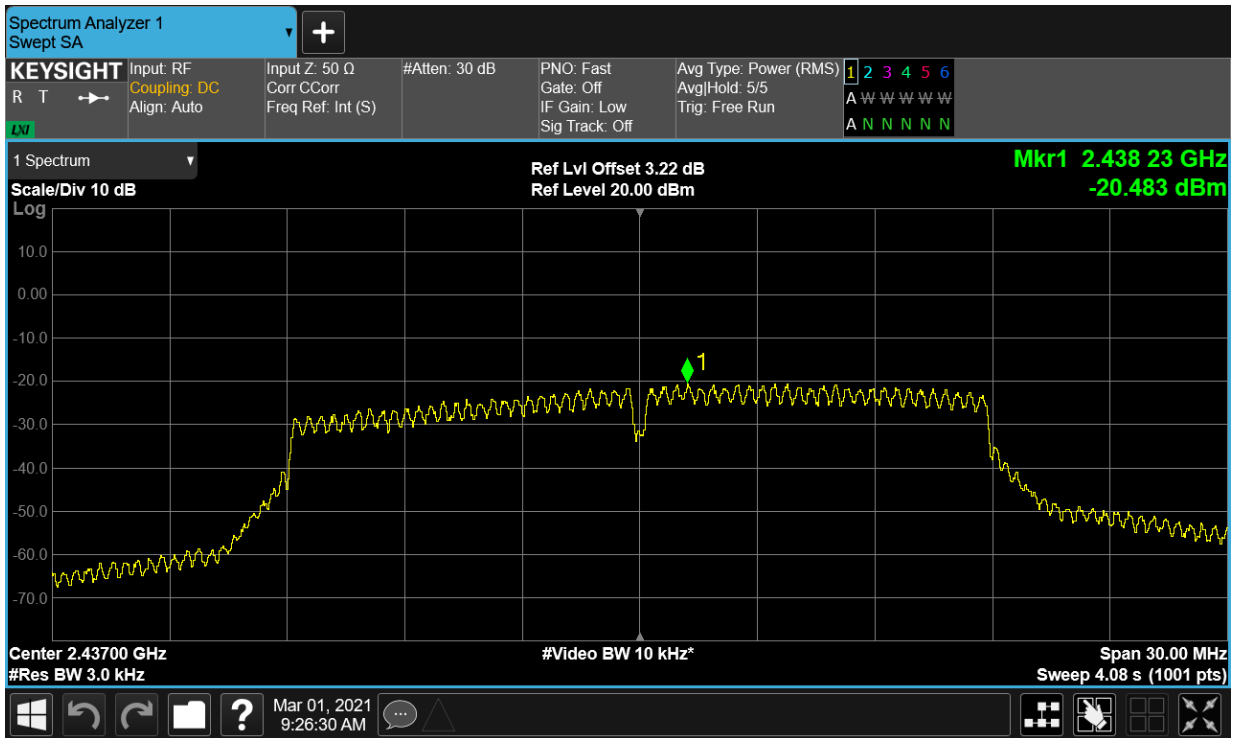 Spectrum Analyzer 1
Swept SA
▼
+
KEYSIGHT
R T
LXI
Input: RF
Coupling: DC
Align: Auto
Input Z: 50 Ω
Corr CCorr
Freq Ref: Int (S)
#Atten: 30 dB
PNO: Fast
Gate: Off
IF Gain: Low
Sig Track: Off
Avg Type: Power (RMS)
Avg|Hold: 5/5
Trig: Free Run
1 2 3 4 5 6
A W W W W W
A N N N N N
1 Spectrum ▼
Scale/Div 10 dB
Log
Ref Lvl Offset 3.22 dB
Ref Level 20.00 dBm
Mkr1 2.438 23 GHz
-20.483 dBm
10.0
0.00
-10.0
-20.0
-30.0
-40.0
-50.0
-60.0
-70.0
1
Center 2.43700 GHz
#Res BW 3.0 kHz
#Video BW 10 kHz*
Span 30.00 MHz
Sweep 4.08 s (1001 pts)
?
Mar 01, 2021
9:26:30 AM